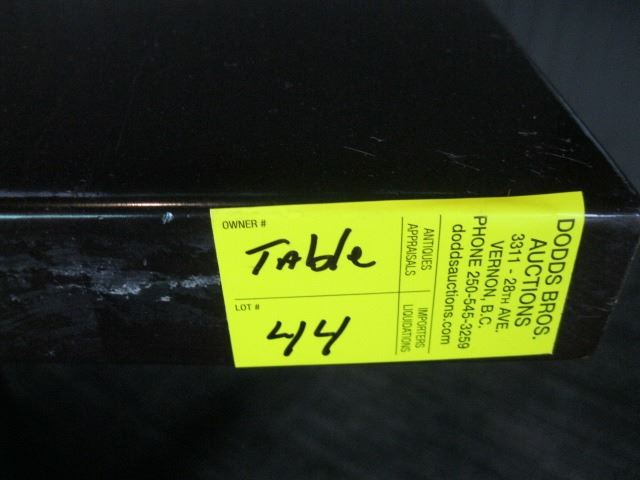 OWNER #
Table
LOT #
44
ANTIQUES
APPRAISALS
IMPORTERS
LIQUIDATIONS
DODDS BROS.
AUCTIONS
3311 - 28TH AVE.
VERNON, B.C.
PHONE 250-545-3259
doddsauctions.com